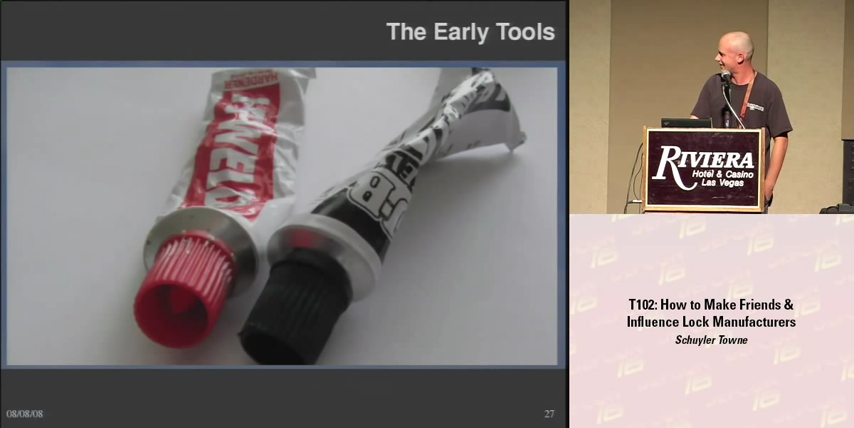 The Early Tools
HARDENER
J-B
08/08/08
27
RIVIERA
Hotel & Casino
Las Vegas
T102: How to Make Friends &
Influence Lock Manufacturers
Schuyler Towne